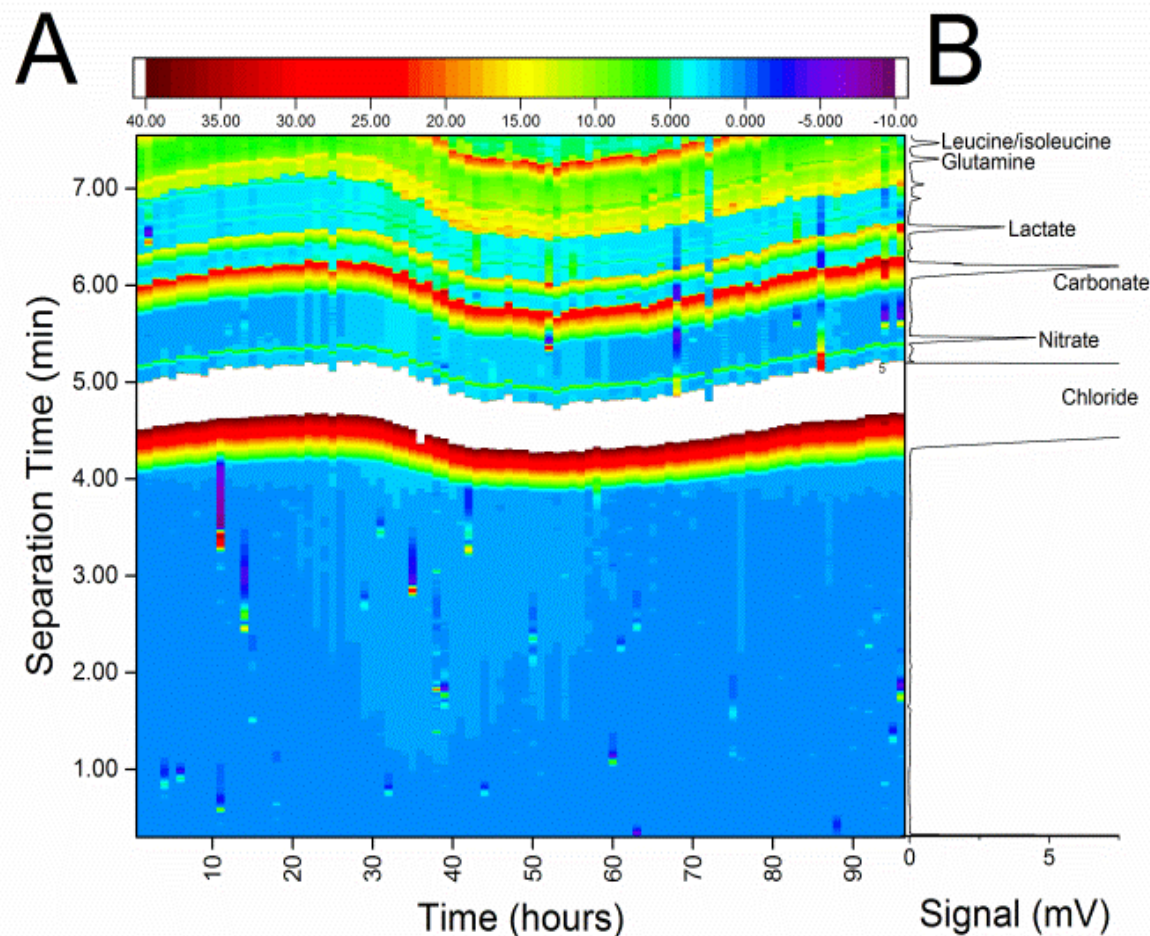 A
B
40.00 35.00 30.00 25.00 20.00 15.00 10.00 5.000 0.000 -5.000 -10.00
Leucine/isoleucine
Glutamine
7.00
Lactate
6.00
Carbonate
Nitrate
5.00
5
Chloride
4.00
3.00
2.00
1.00
Separation Time (min)
10 20 30 40 50 60 70 80 90
0 5
Time (hours)
Signal (mV)